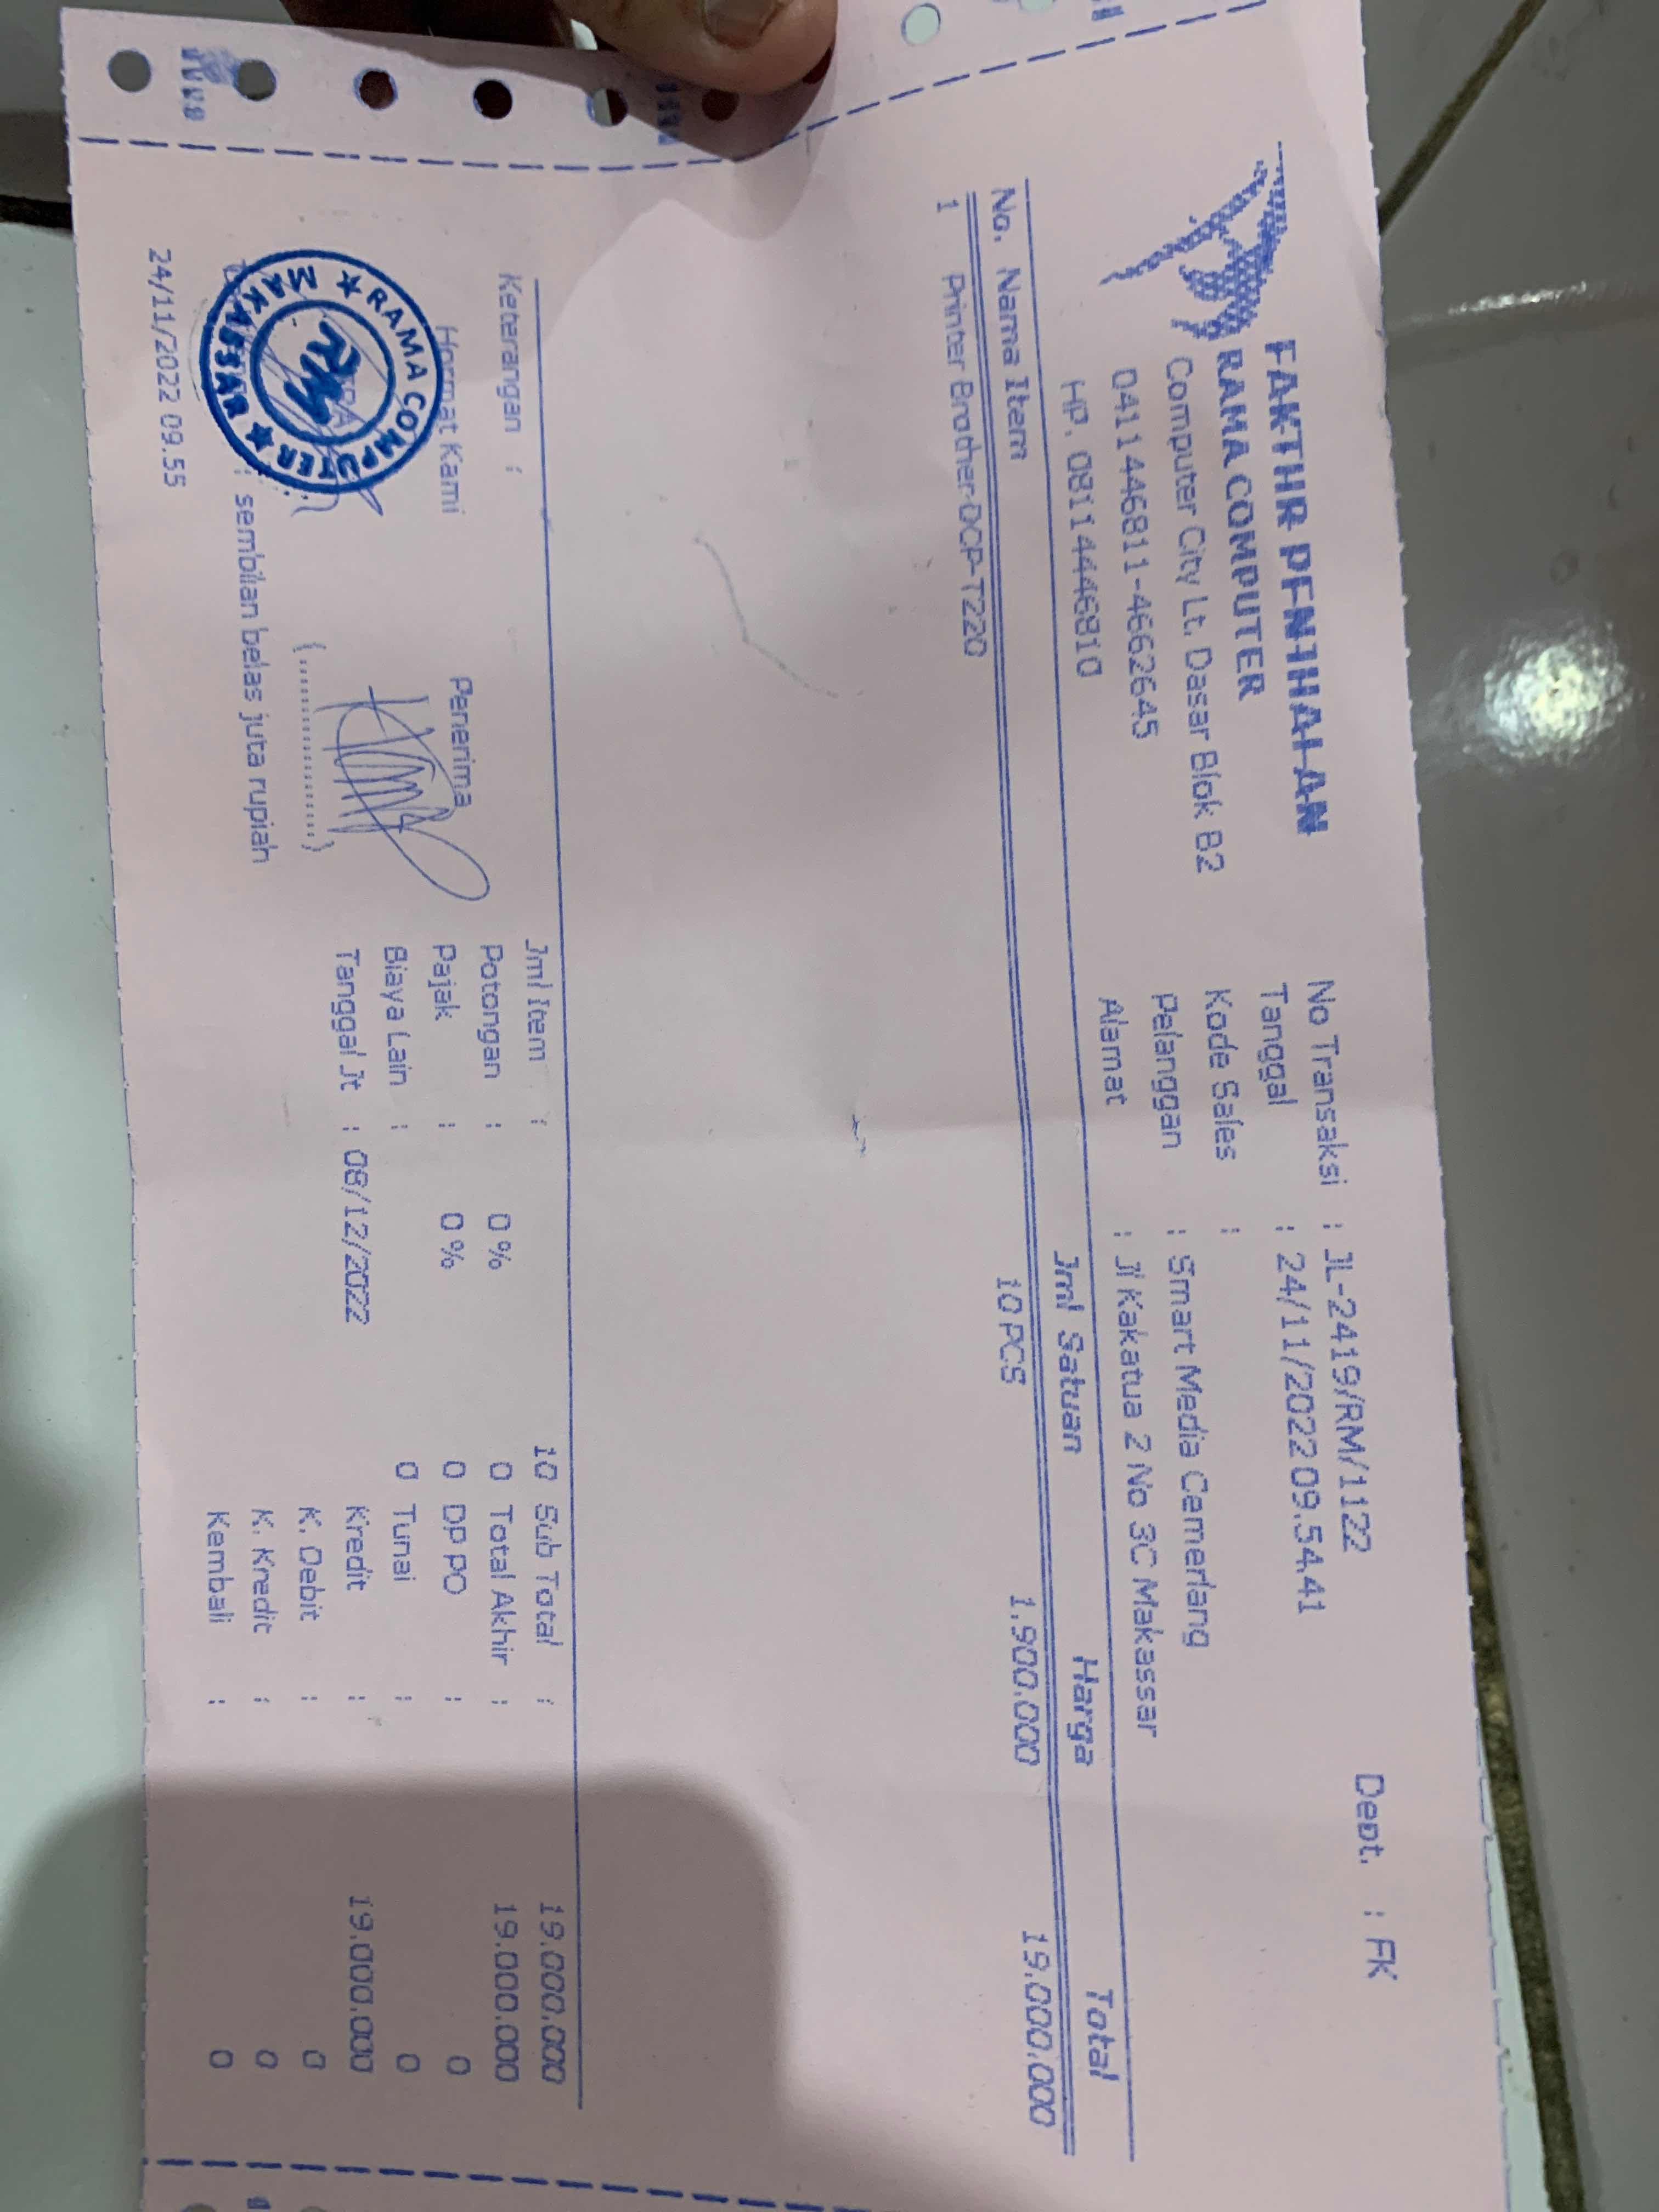 FAKTUR PENJUALAN
RAMA COMPUTER
Computer City Lt. Dasar Blok B2
0411446811-4662645
HP. 08114446810
Dept. : FK
No Transaksi : JL-2419/RM/1122
Tanggal : 24/11/2022 09.54.41
Kode Sales :
Pelanggan : Smart Media Cemerlang
Alamat : Jl Kakatua 2 No 3C Makassar
No. Nama Item Jml Satuan Harga Total
1 Printer Brother DCP-T220 10 PCS 1.900.000 19.000.000
Keterangan :
Hormat Kami
Penerima
(................)
RAMA COMPUTER
MAKASSAR
RM
: sembilan belas juta rupiah
24/11/2022 09.55
Jml Item : 10
Potongan : 0 % 0
Pajak : 0 % 0
Biaya Lain : 0
Tanggal Jt : 08/12/2022
Sub Total : 19.000.000
Total Akhir : 19.000.000
DP PO : 0
Tunai : 0
Kredit : 19.000.000
K. Debit : 0
K. Kredit : 0
Kembali : 0